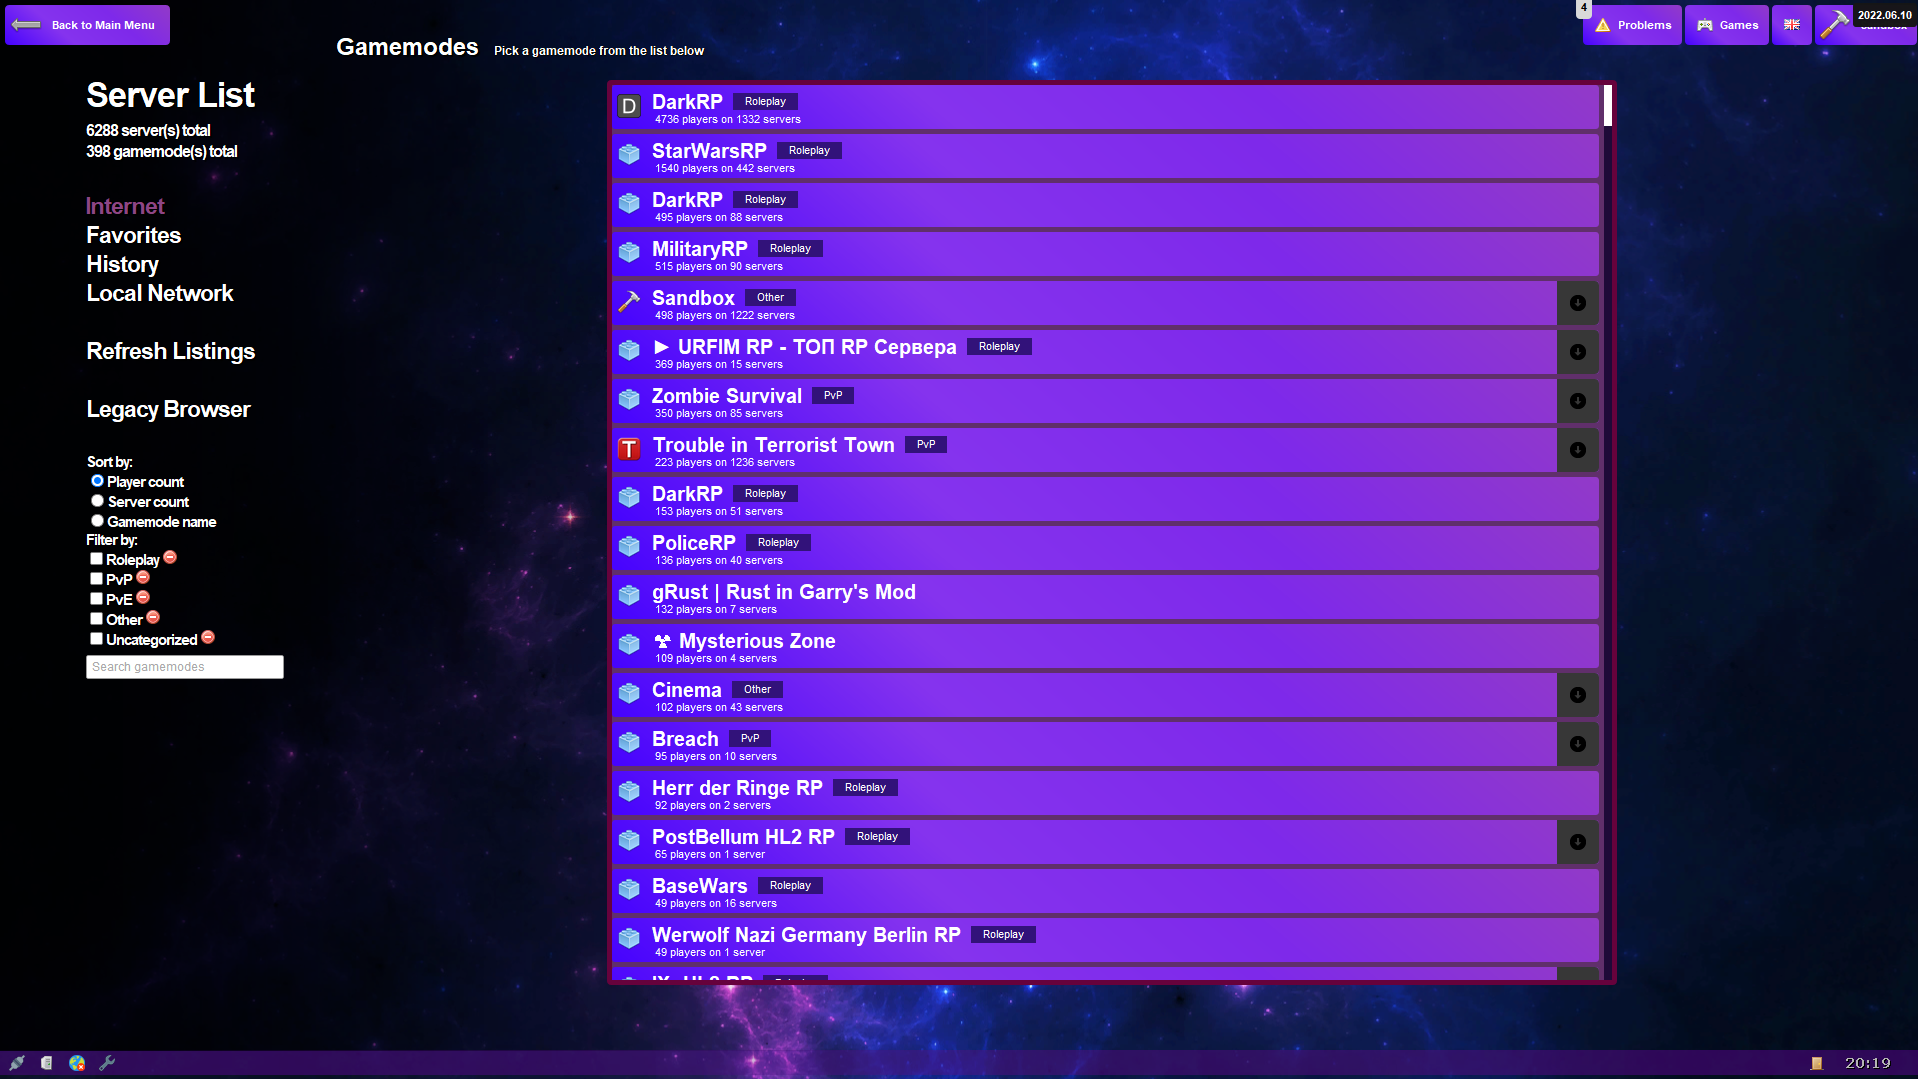 Back to Main Menu
Gamemodes Pick a gamemode from the list below
4
Problems
Games
2022.06.10
Server List
6288 server(s) total
398 gamemode(s) total
Internet
Favorites
History
Local Network
Refresh Listings
Legacy Browser
Sort by:
Player count
Server count
Gamemode name
Filter by:
Roleplay
PvP
PvE
Other
Uncategorized
Search gamemodes
D
DarkRP Roleplay
4736 players on 1332 servers
StarWarsRP Roleplay
1540 players on 442 servers
DarkRP Roleplay
495 players on 88 servers
MilitaryRP Roleplay
515 players on 90 servers
Sandbox Other
498 players on 1222 servers
► URFIM RP - ТОП RP Сервера Roleplay
369 players on 15 servers
Zombie Survival PvP
350 players on 85 servers
T
Trouble in Terrorist Town PvP
223 players on 1236 servers
DarkRP Roleplay
153 players on 51 servers
PoliceRP Roleplay
136 players on 40 servers
gRust | Rust in Garry's Mod
132 players on 7 servers
☢ Mysterious Zone
109 players on 4 servers
Cinema Other
102 players on 43 servers
Breach PvP
95 players on 10 servers
Herr der Ringe RP Roleplay
92 players on 2 servers
PostBellum HL2 RP Roleplay
65 players on 1 server
BaseWars Roleplay
49 players on 16 servers
Werwolf Nazi Germany Berlin RP Roleplay
49 players on 1 server
20:19